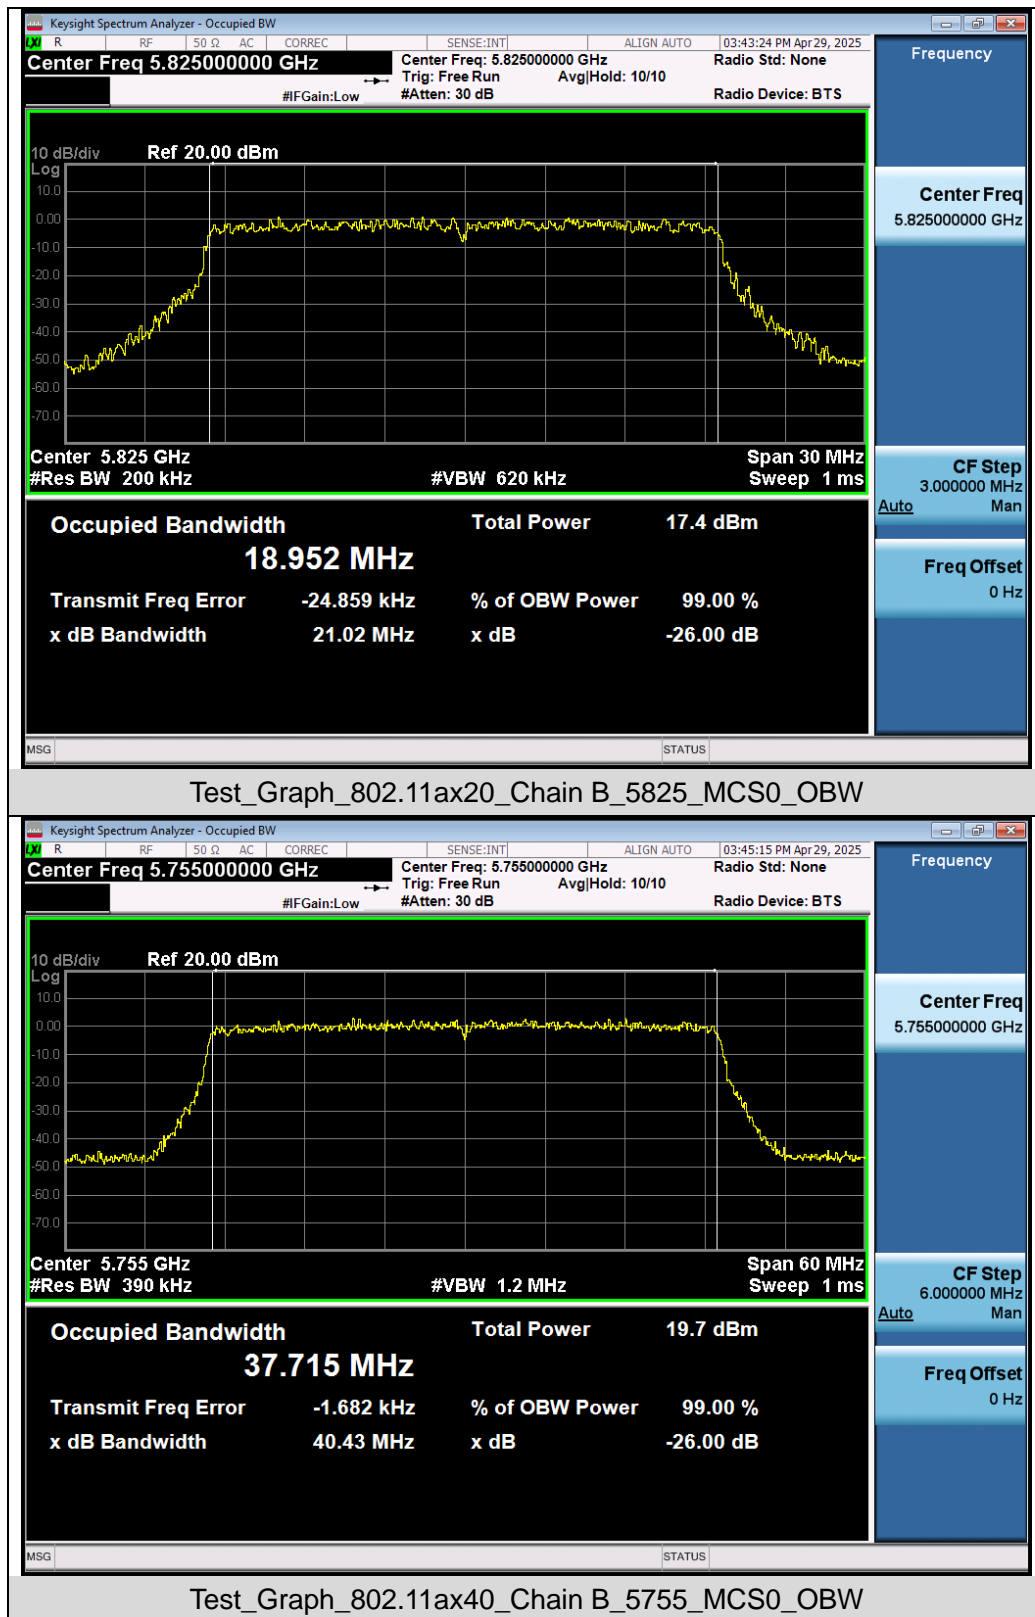 Keysight Spectrum Analyzer - Occupied BW
LXI R RF 50 Ω AC CORREC SENSE:INT ALIGN AUTO 03:43:24 PM Apr 29, 2025
Center Freq 5.825000000 GHz
Center Freq: 5.825000000 GHz
Radio Std: None
Trig: Free Run Avg|Hold: 10/10
#IFGain:Low #Atten: 30 dB Radio Device: BTS
10 dB/div Ref 20.00 dBm
Log
10.0
0.00
-10.0
-20.0
-30.0
-40.0
-50.0
-60.0
-70.0
Center 5.825 GHz Span 30 MHz
#Res BW 200 kHz #VBW 620 kHz Sweep 1 ms
Occupied Bandwidth Total Power 17.4 dBm
18.952 MHz
Transmit Freq Error -24.859 kHz % of OBW Power 99.00 %
x dB Bandwidth 21.02 MHz x dB -26.00 dB
MSG STATUS
Frequency
Center Freq
5.825000000 GHz
CF Step
3.000000 MHz
Auto Man
Freq Offset
0 Hz
Test_Graph_802.11ax20_Chain B_5825_MCS0_OBW
Keysight Spectrum Analyzer - Occupied BW
LXI R RF 50 Ω AC CORREC SENSE:INT ALIGN AUTO 03:45:15 PM Apr 29, 2025
Center Freq 5.755000000 GHz
Center Freq: 5.755000000 GHz
Radio Std: None
Trig: Free Run Avg|Hold: 10/10
#IFGain:Low #Atten: 30 dB Radio Device: BTS
10 dB/div Ref 20.00 dBm
Log
10.0
0.00
-10.0
-20.0
-30.0
-40.0
-50.0
-60.0
-70.0
Center 5.755 GHz Span 60 MHz
#Res BW 390 kHz #VBW 1.2 MHz Sweep 1 ms
Occupied Bandwidth Total Power 19.7 dBm
37.715 MHz
Transmit Freq Error -1.682 kHz % of OBW Power 99.00 %
x dB Bandwidth 40.43 MHz x dB -26.00 dB
MSG STATUS
Frequency
Center Freq
5.755000000 GHz
CF Step
6.000000 MHz
Auto Man
Freq Offset
0 Hz
Test_Graph_802.11ax40_Chain B_5755_MCS0_OBW